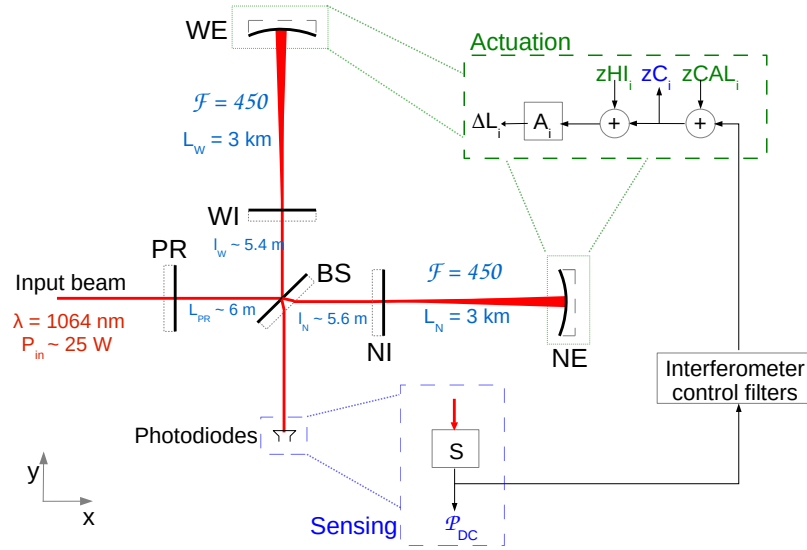 WE
Actuation
zHI_i zC_i zCAL_i
ℱ = 450
L_W = 3 km
ΔL_i A_i + +
WI
PR
l_W ~ 5.4 m
BS
Input beam
ℱ = 450
λ = 1064 nm
P_in ~ 25 W
L_PR ~ 6 m
l_N ~ 5.6 m
L_N = 3 km
NI
NE
Interferometer
control filters
Photodiodes
S
y
x
Sensing
𝒫_DC